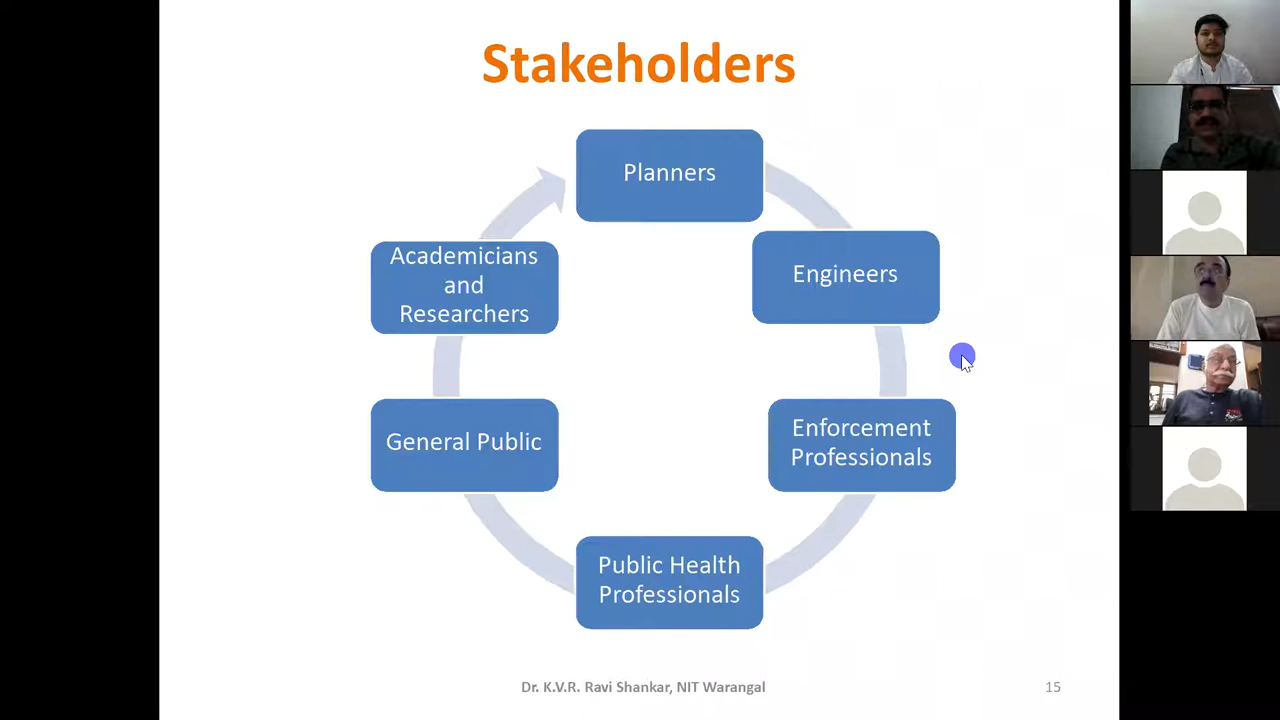 Stakeholders
Planners
Engineers
Enforcement
Professionals
Public Health
Professionals
General Public
Academicians
and
Researchers
Dr. K.V.R. Ravi Shankar, NIT Warangal
15